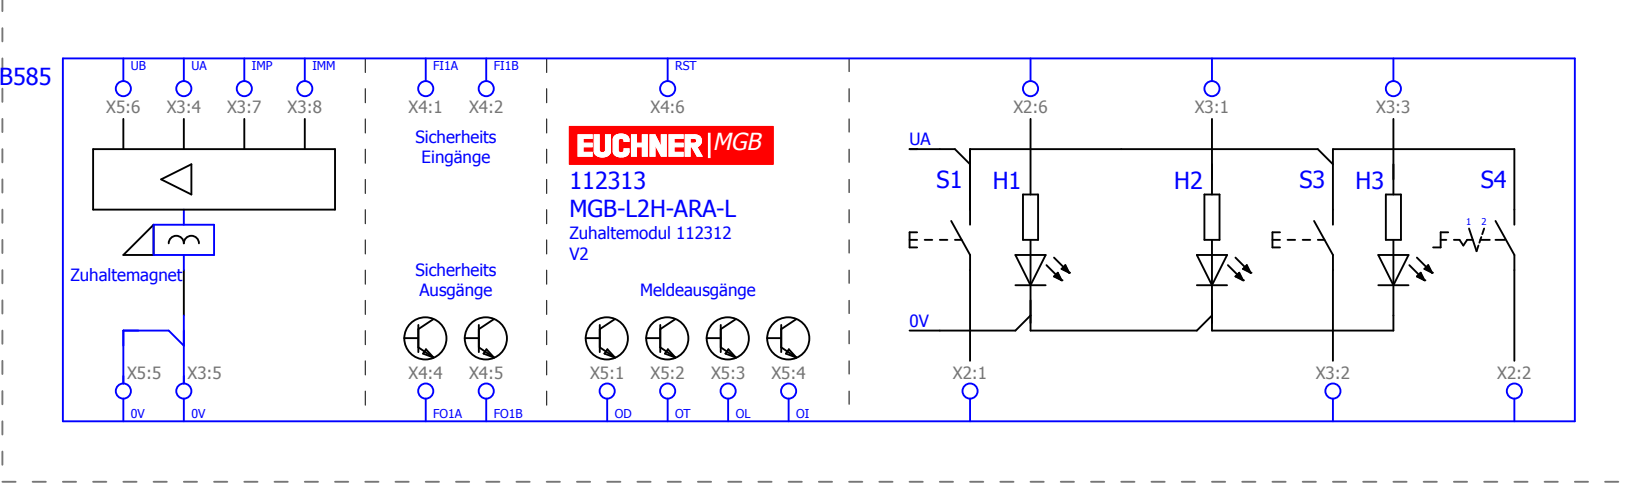 B585
UB UA IMP IMM FI1A FI1B RST
X5:6 X3:4 X3:7 X3:8 X4:1 X4:2 X4:6 X2:6 X3:1 X3:3
Sicherheits
Eingänge
EUCHNER|MGB
112313
MGB-L2H-ARA-L
Zuhaltemodul 112312
V2
UA
S1 H1 H2 S3 H3 S4
1 2
Zuhaltemagnet
Sicherheits
Ausgänge
Meldeausgänge
0V
X5:5 X3:5 X4:4 X4:5 X5:1 X5:2 X5:3 X5:4 X2:1 X3:2 X2:2
0V 0V FO1A FO1B OD OT OL OI